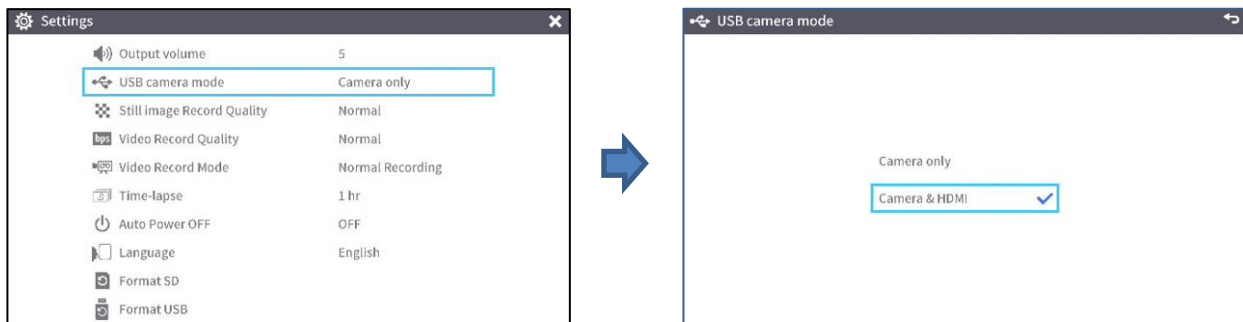 Settings
Output volume 5
USB camera mode Camera only
Still image Record Quality Normal
bps Video Record Quality Normal
Video Record Mode Normal Recording
Time-lapse 1 hr
Auto Power OFF OFF
Language English
Format SD
Format USB
USB camera mode
Camera only
Camera & HDMI